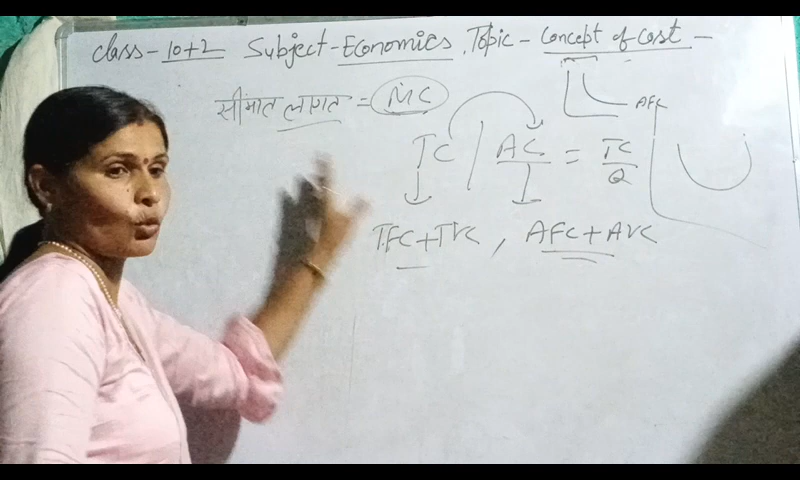 Class - 10+2 Subject - Economics, Topic - Concept of Cost -
AFC
सीमांत लागत = MC
TC / AC = TC/Q
TFC + TVC , AFC + AVC